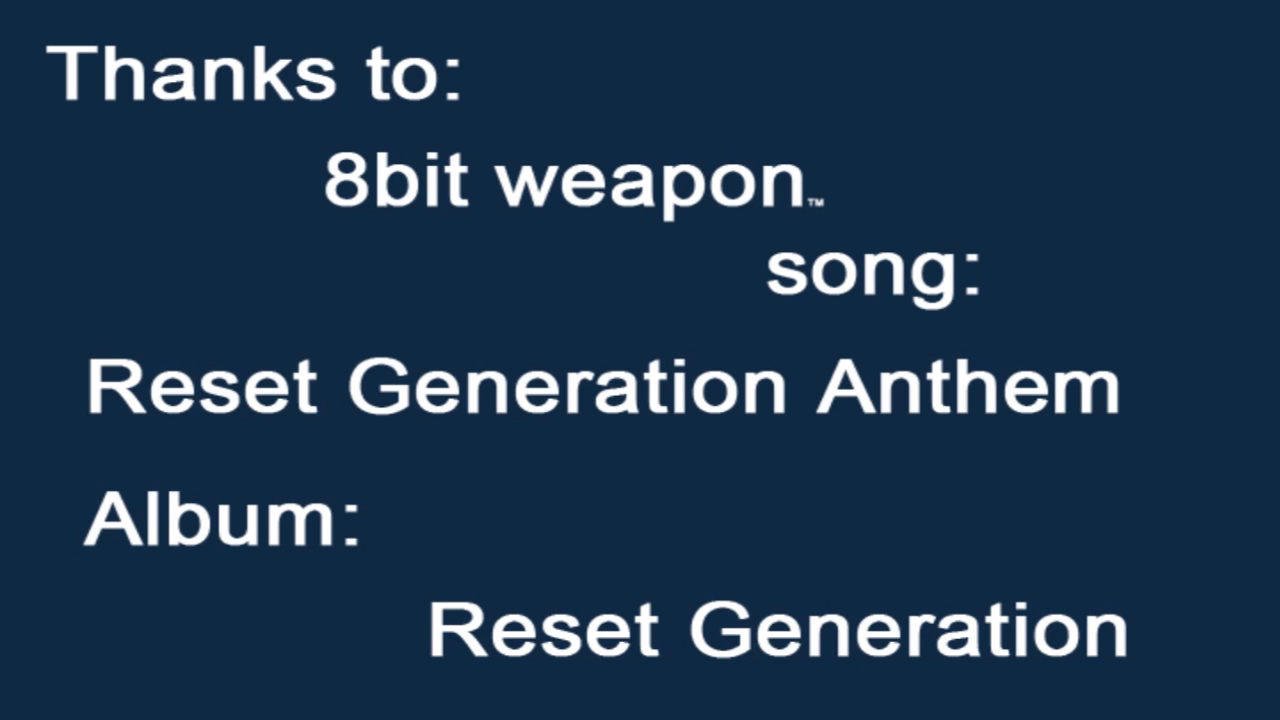 Thanks to:
8bit weapon™
song:
Reset Generation Anthem
Album:
Reset Generation